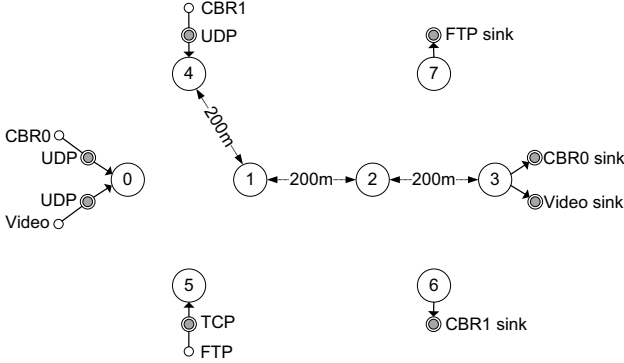 CBR1
UDP
FTP sink
4
7
200m
CBR0
UDP
CBR0 sink
0
1
200m
2
200m
3
UDP
Video sink
Video
5
6
TCP
CBR1 sink
FTP